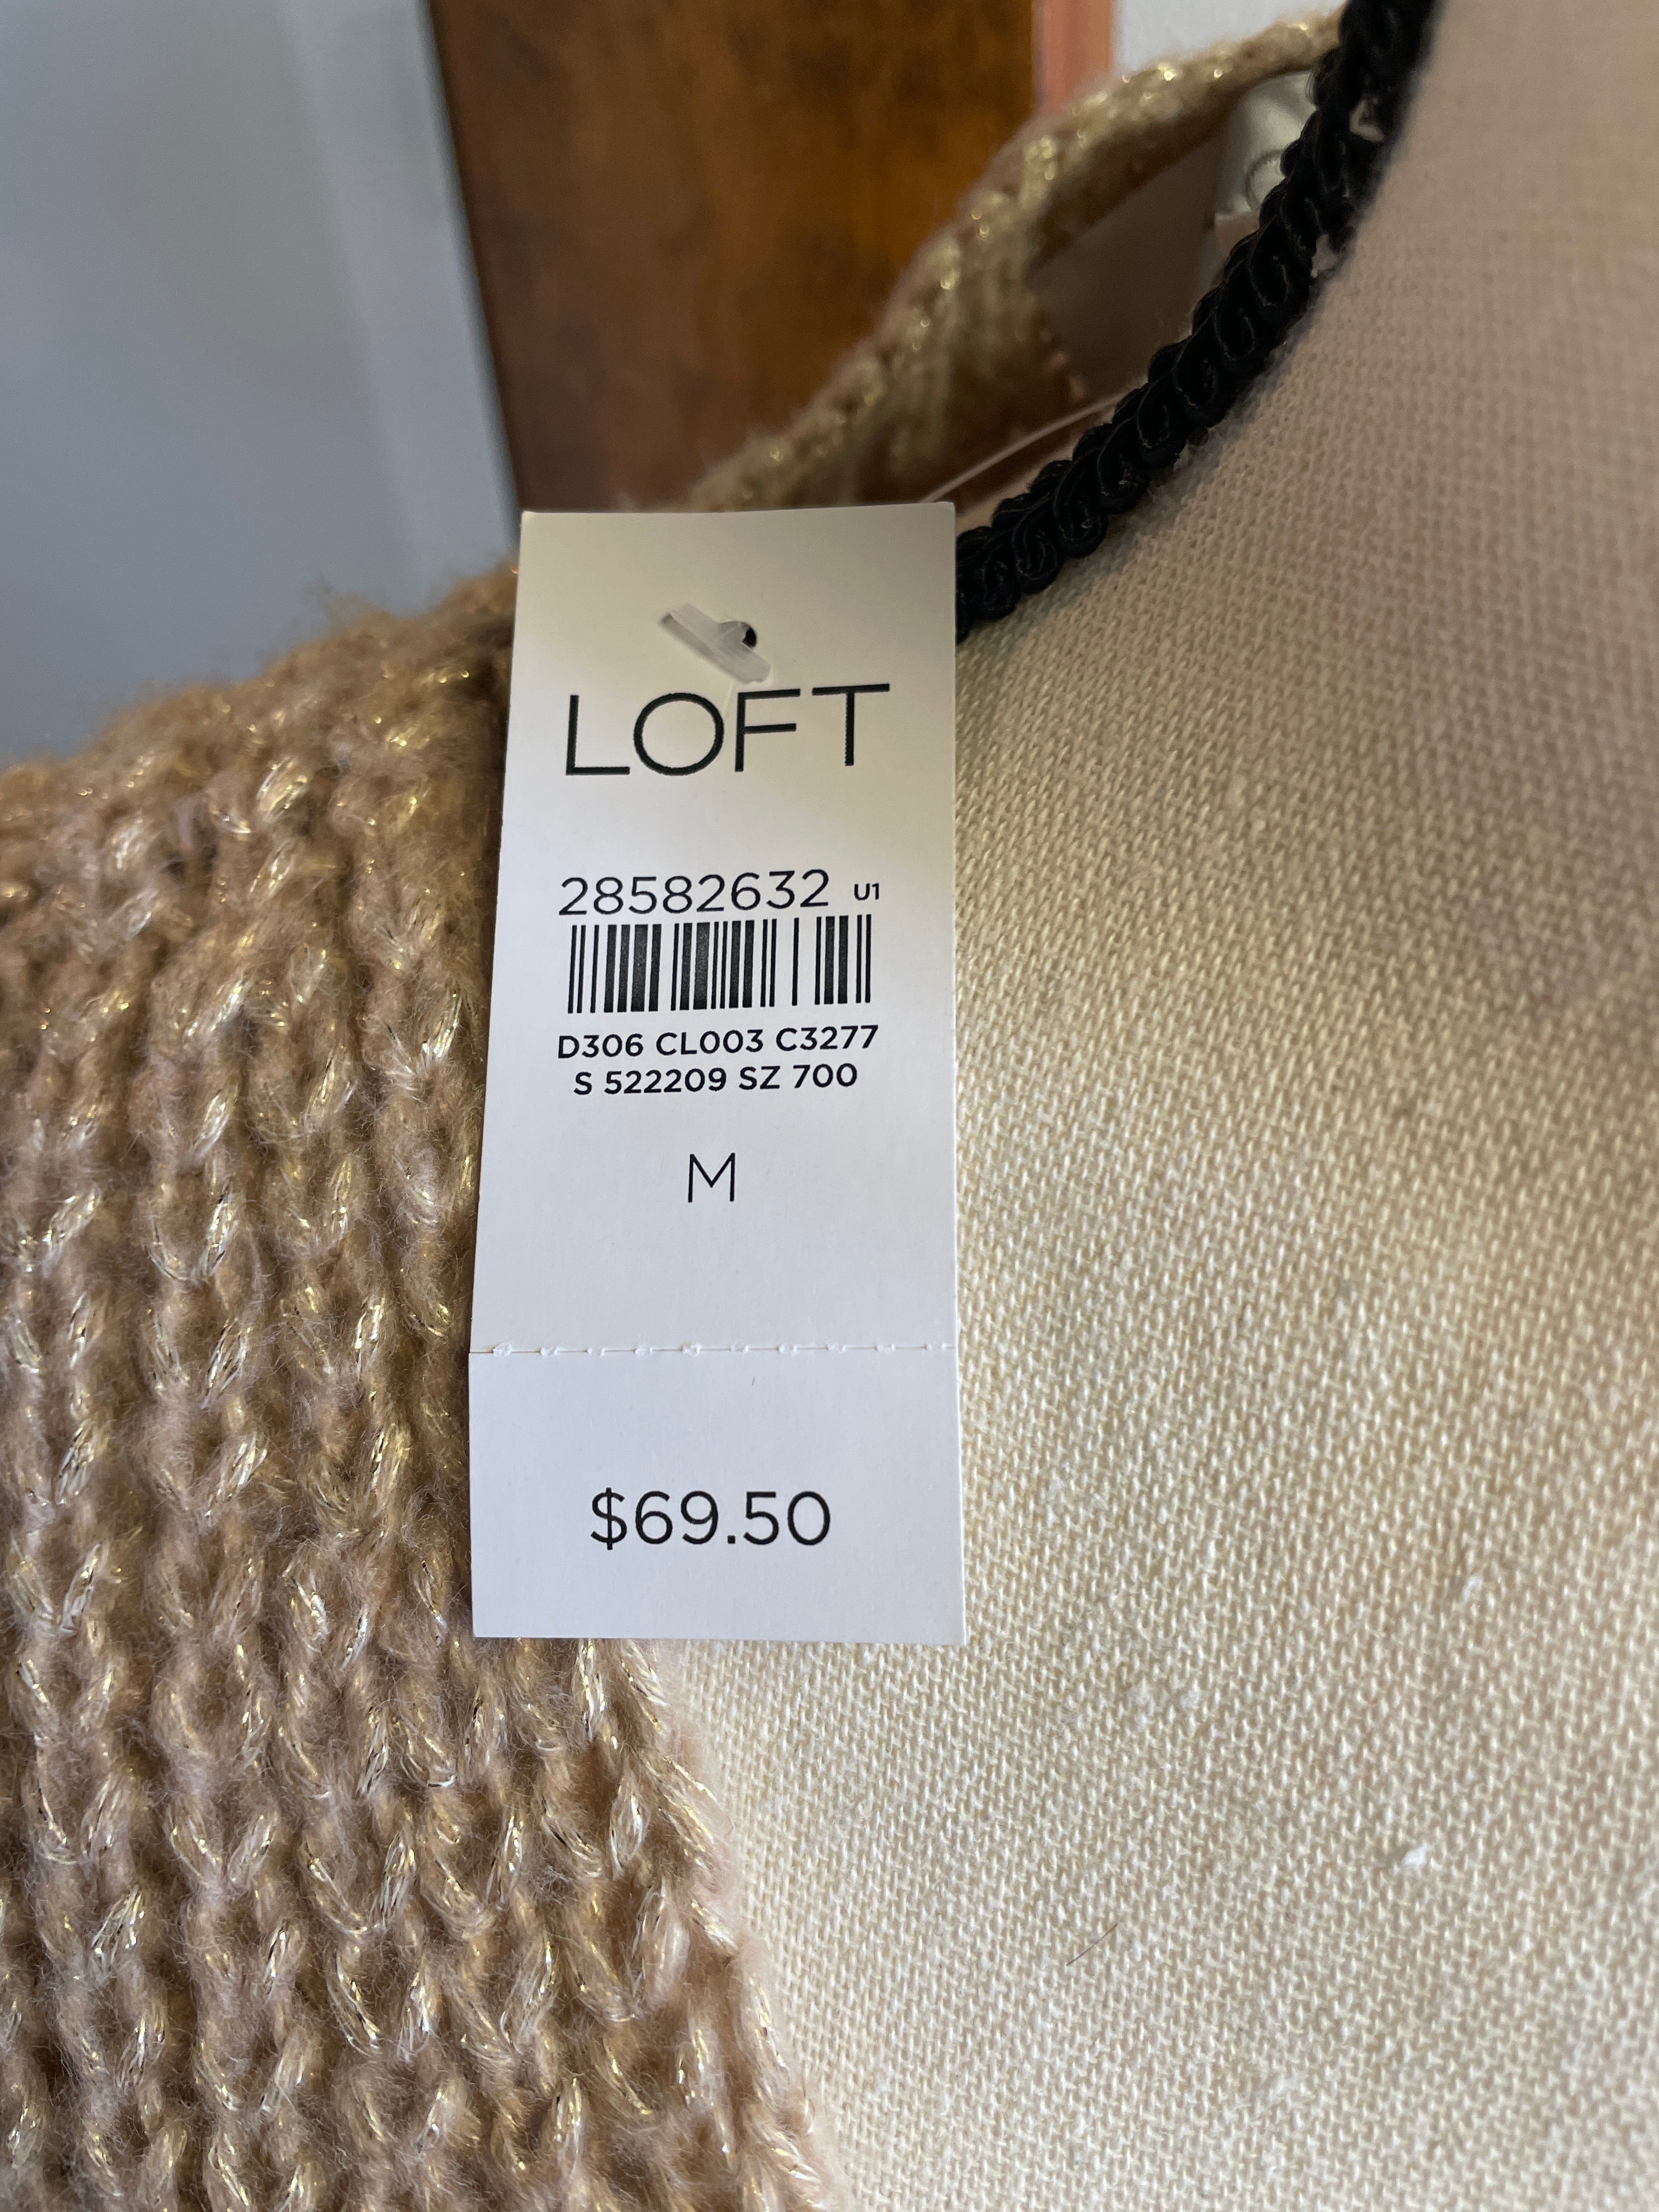 LOFT
28582632 U1
D306 CL003 C3277
S 522209 SZ 700
M
$69.50